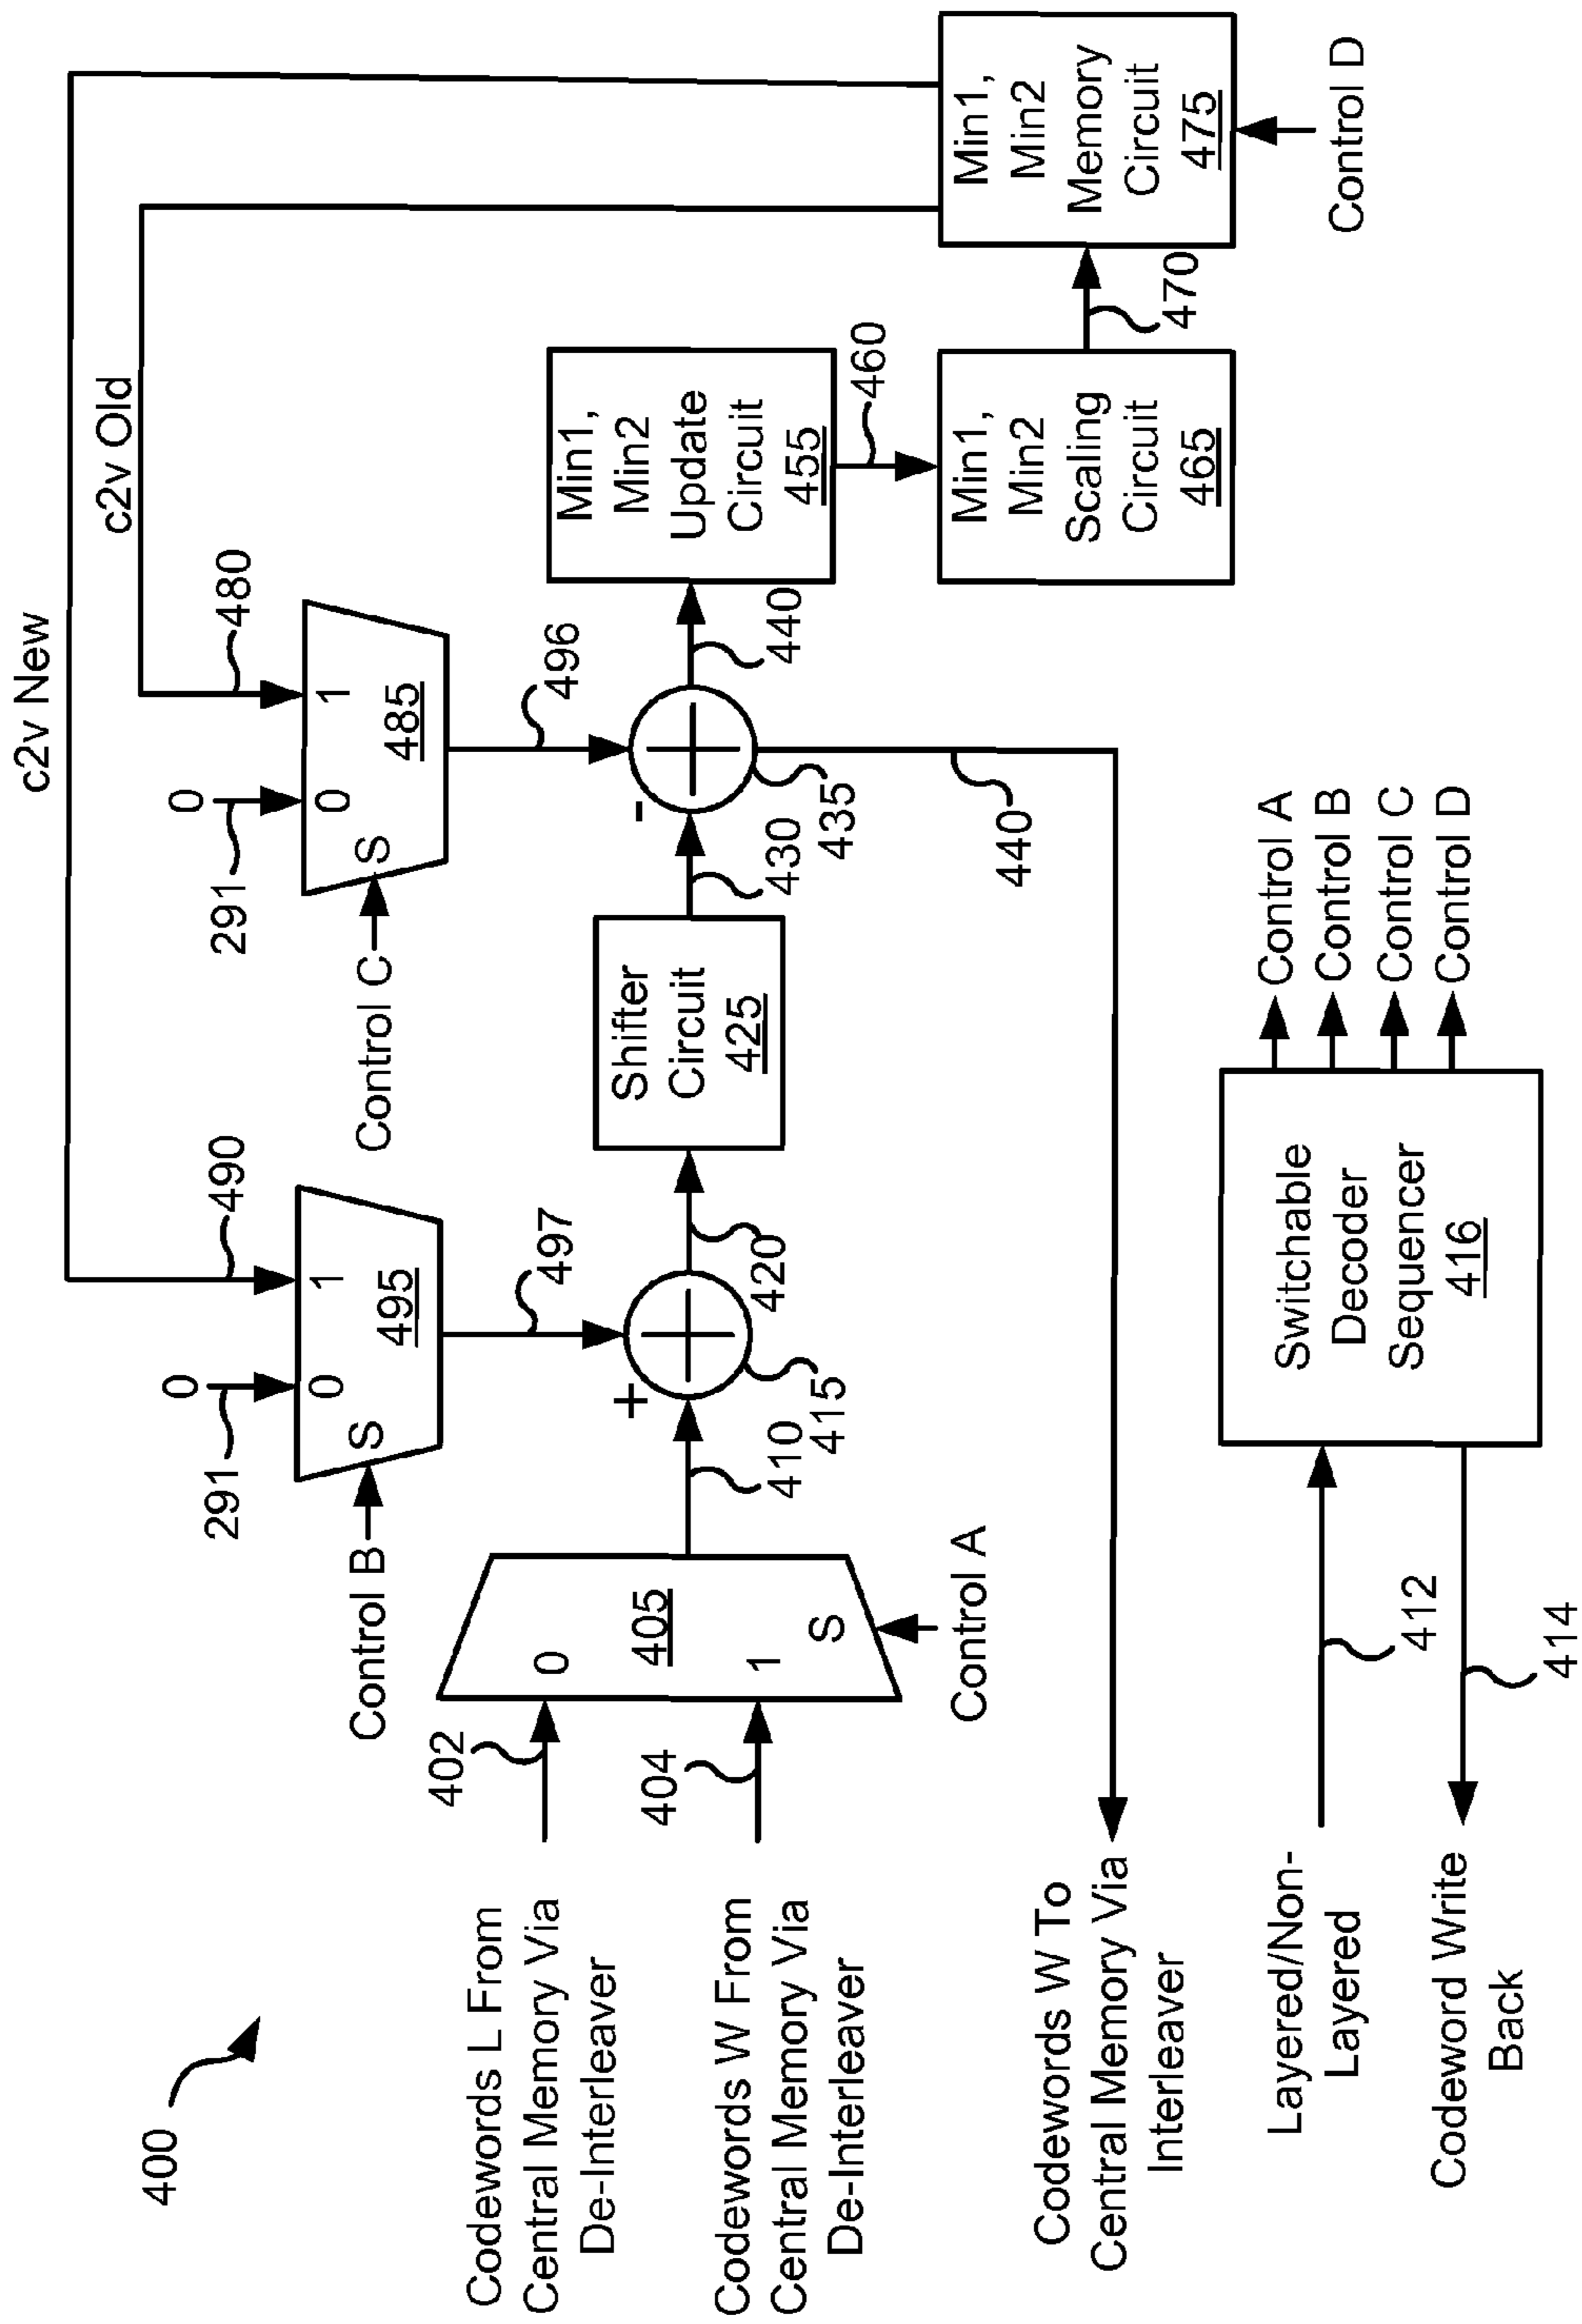 400
c2v New
c2v Old
0
291
490
0
291
480
Control B
S
0
1
495
Control C
S
0
1
485
497
496
Codewords L From
Central Memory Via
De-Interleaver
402
0
405
1
S
404
Codewords W From
Central Memory Via
De-Interleaver
Control A
410
+
415
420
Shifter
Circuit
425
430
-
435
440
440
Min1,
Min2
Update
Circuit
455
460
Min1,
Min2
Scaling
Circuit
465
470
Min1,
Min2
Memory
Circuit
475
Control D
Codewords W To
Central Memory Via
Interleaver
Layered/Non-
Layered
412
Codeword Write
Back
414
Switchable
Decoder
Sequencer
416
Control A
Control B
Control C
Control D